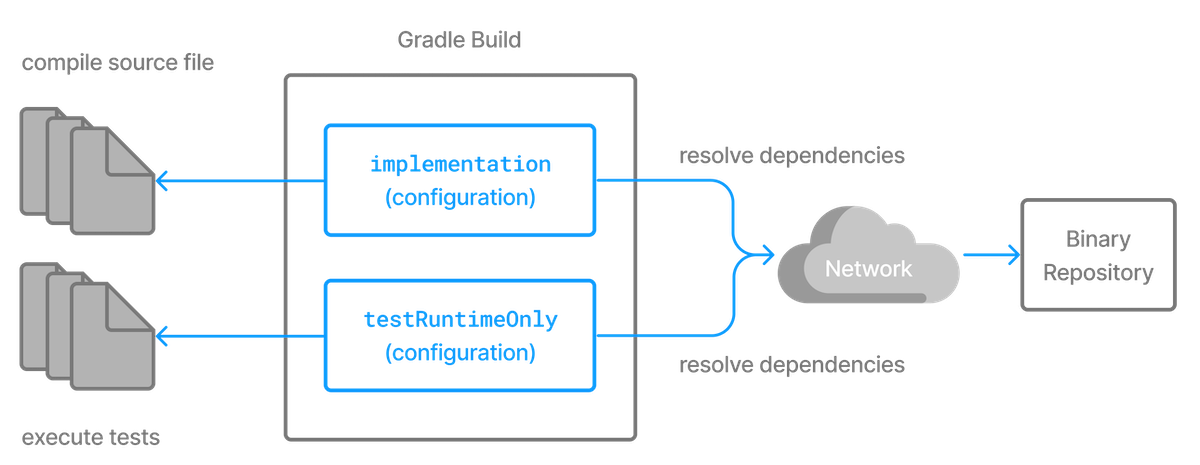 Gradle Build
compile source file
implementation
(configuration)
resolve dependencies
Network
Binary
Repository
testRuntimeOnly
(configuration)
resolve dependencies
execute tests